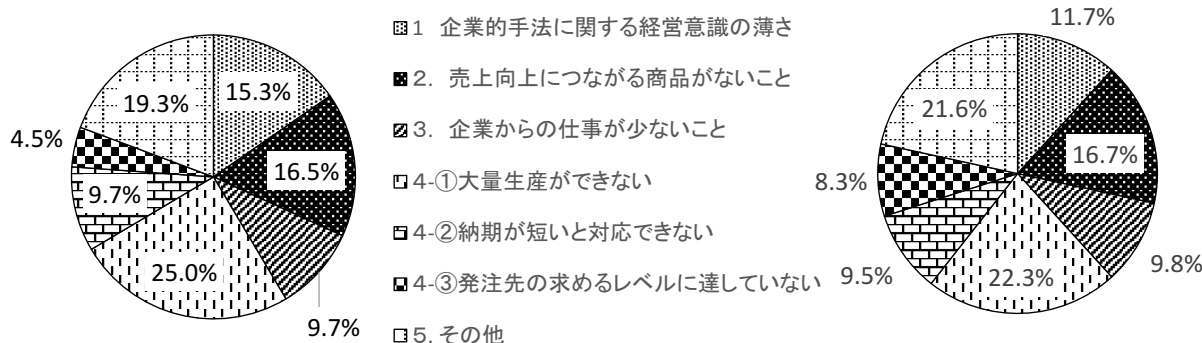 15.3%
16.5%
9.7%
25.0%
9.7%
4.5%
19.3%
1 企業的手法に関する経営意識の薄さ
2. 売上向上につながる商品がないこと
3. 企業からの仕事が少ないこと
4-①大量生産ができない
4-②納期が短いと対応できない
4-③発注先の求めるレベルに達していない
5. その他
11.7%
16.7%
9.8%
22.3%
9.5%
8.3%
21.6%